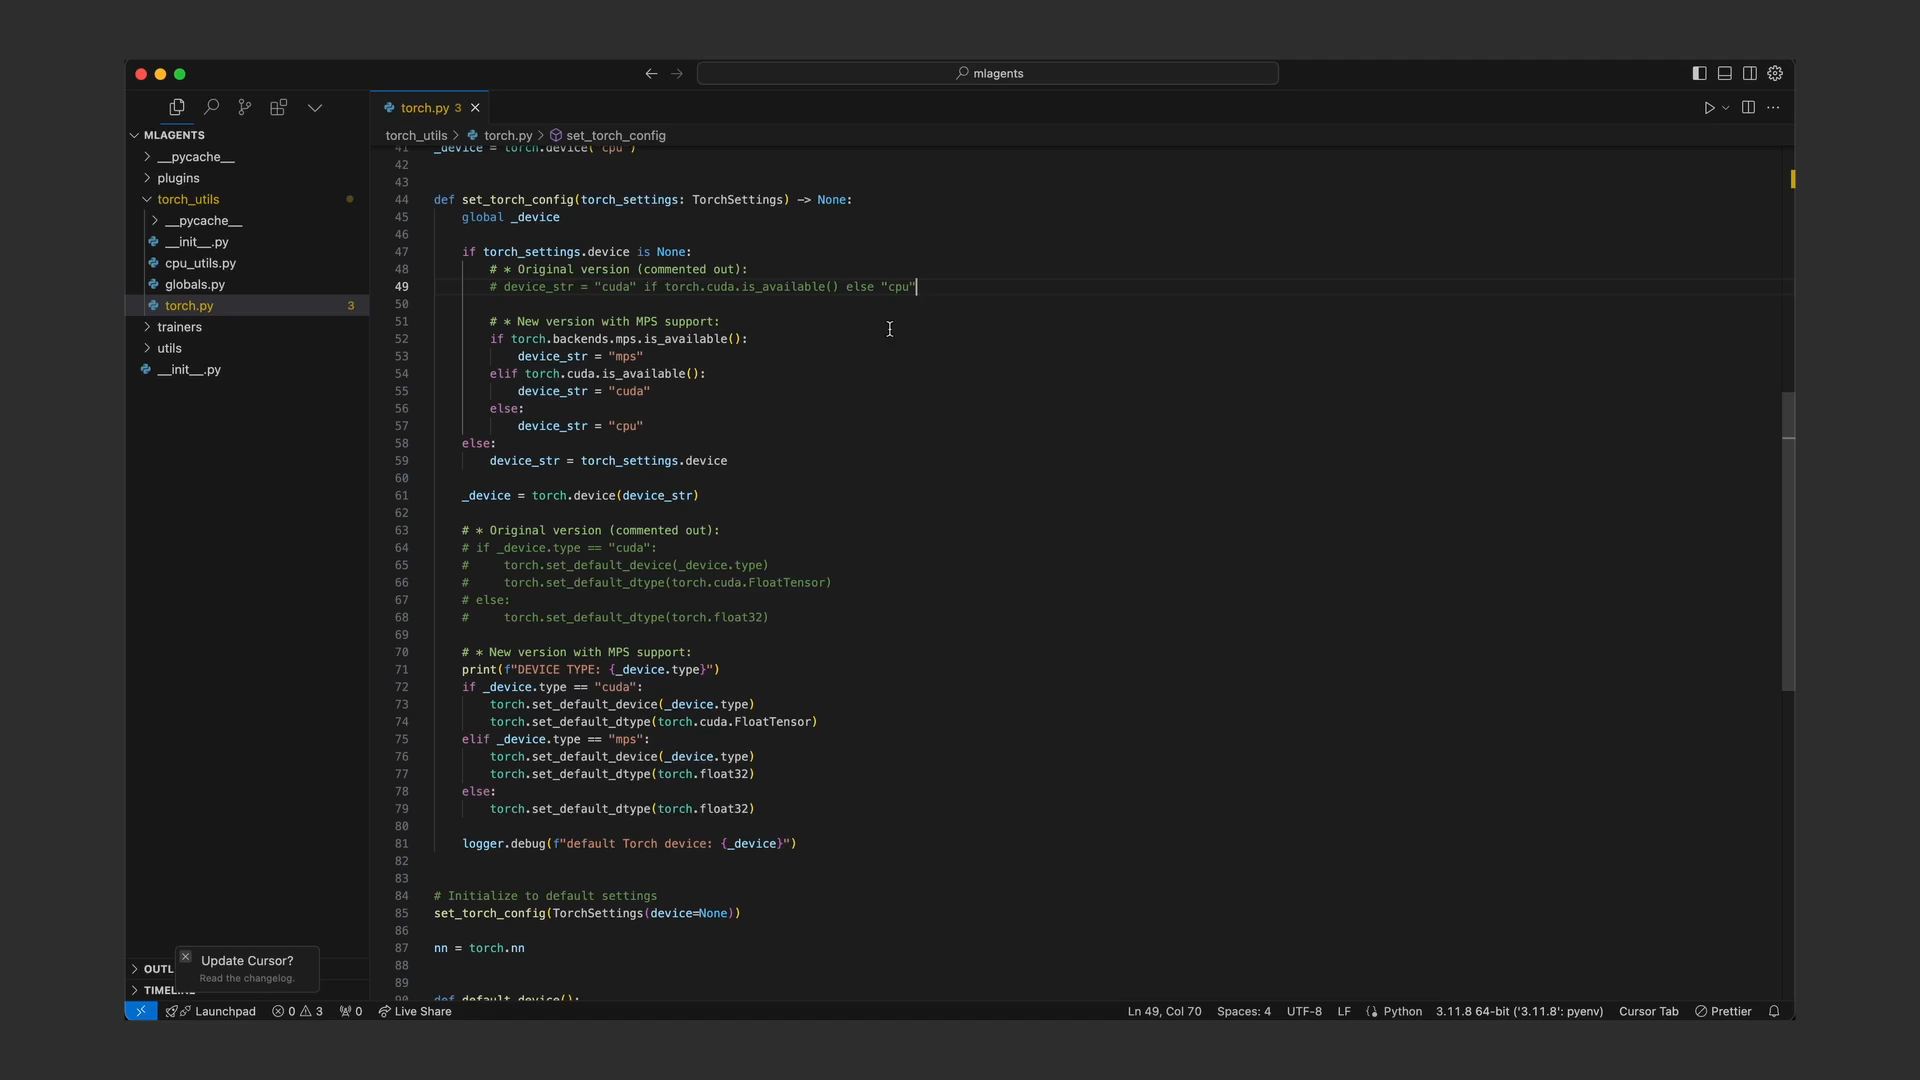 mlagents
torch.py 3
MLAGENTS
__pycache__
plugins
torch_utils
__pycache__
__init__.py
cpu_utils.py
globals.py
torch.py 3
trainers
utils
__init__.py
OUTL
TIMELINE
Update Cursor?
Read the changelog.
torch_utils > torch.py > set_torch_config
41 _device = torch.device("cpu")
42
43
44 def set_torch_config(torch_settings: TorchSettings) -> None:
45     global _device
46
47     if torch_settings.device is None:
48         # * Original version (commented out):
49         # device_str = "cuda" if torch.cuda.is_available() else "cpu"
50
51         # * New version with MPS support:
52         if torch.backends.mps.is_available():
53             device_str = "mps"
54         elif torch.cuda.is_available():
55             device_str = "cuda"
56         else:
57             device_str = "cpu"
58     else:
59         device_str = torch_settings.device
60
61     _device = torch.device(device_str)
62
63     # * Original version (commented out):
64     # if _device.type == "cuda":
65     #     torch.set_default_device(_device.type)
66     #     torch.set_default_dtype(torch.cuda.FloatTensor)
67     # else:
68     #     torch.set_default_dtype(torch.float32)
69
70     # * New version with MPS support:
71     print(f"DEVICE TYPE: {_device.type}")
72     if _device.type == "cuda":
73         torch.set_default_device(_device.type)
74         torch.set_default_dtype(torch.cuda.FloatTensor)
75     elif _device.type == "mps":
76         torch.set_default_device(_device.type)
77         torch.set_default_dtype(torch.float32)
78     else:
79         torch.set_default_dtype(torch.float32)
80
81     logger.debug(f"default Torch device: {_device}")
82
83
84 # Initialize to default settings
85 set_torch_config(TorchSettings(device=None))
86
87 nn = torch.nn
88
89
90 def default_device():
Launchpad 0 3 0 Live Share Ln 49, Col 70 Spaces: 4 UTF-8 LF Python 3.11.8 64-bit ('3.11.8': pyenv) Cursor Tab Prettier